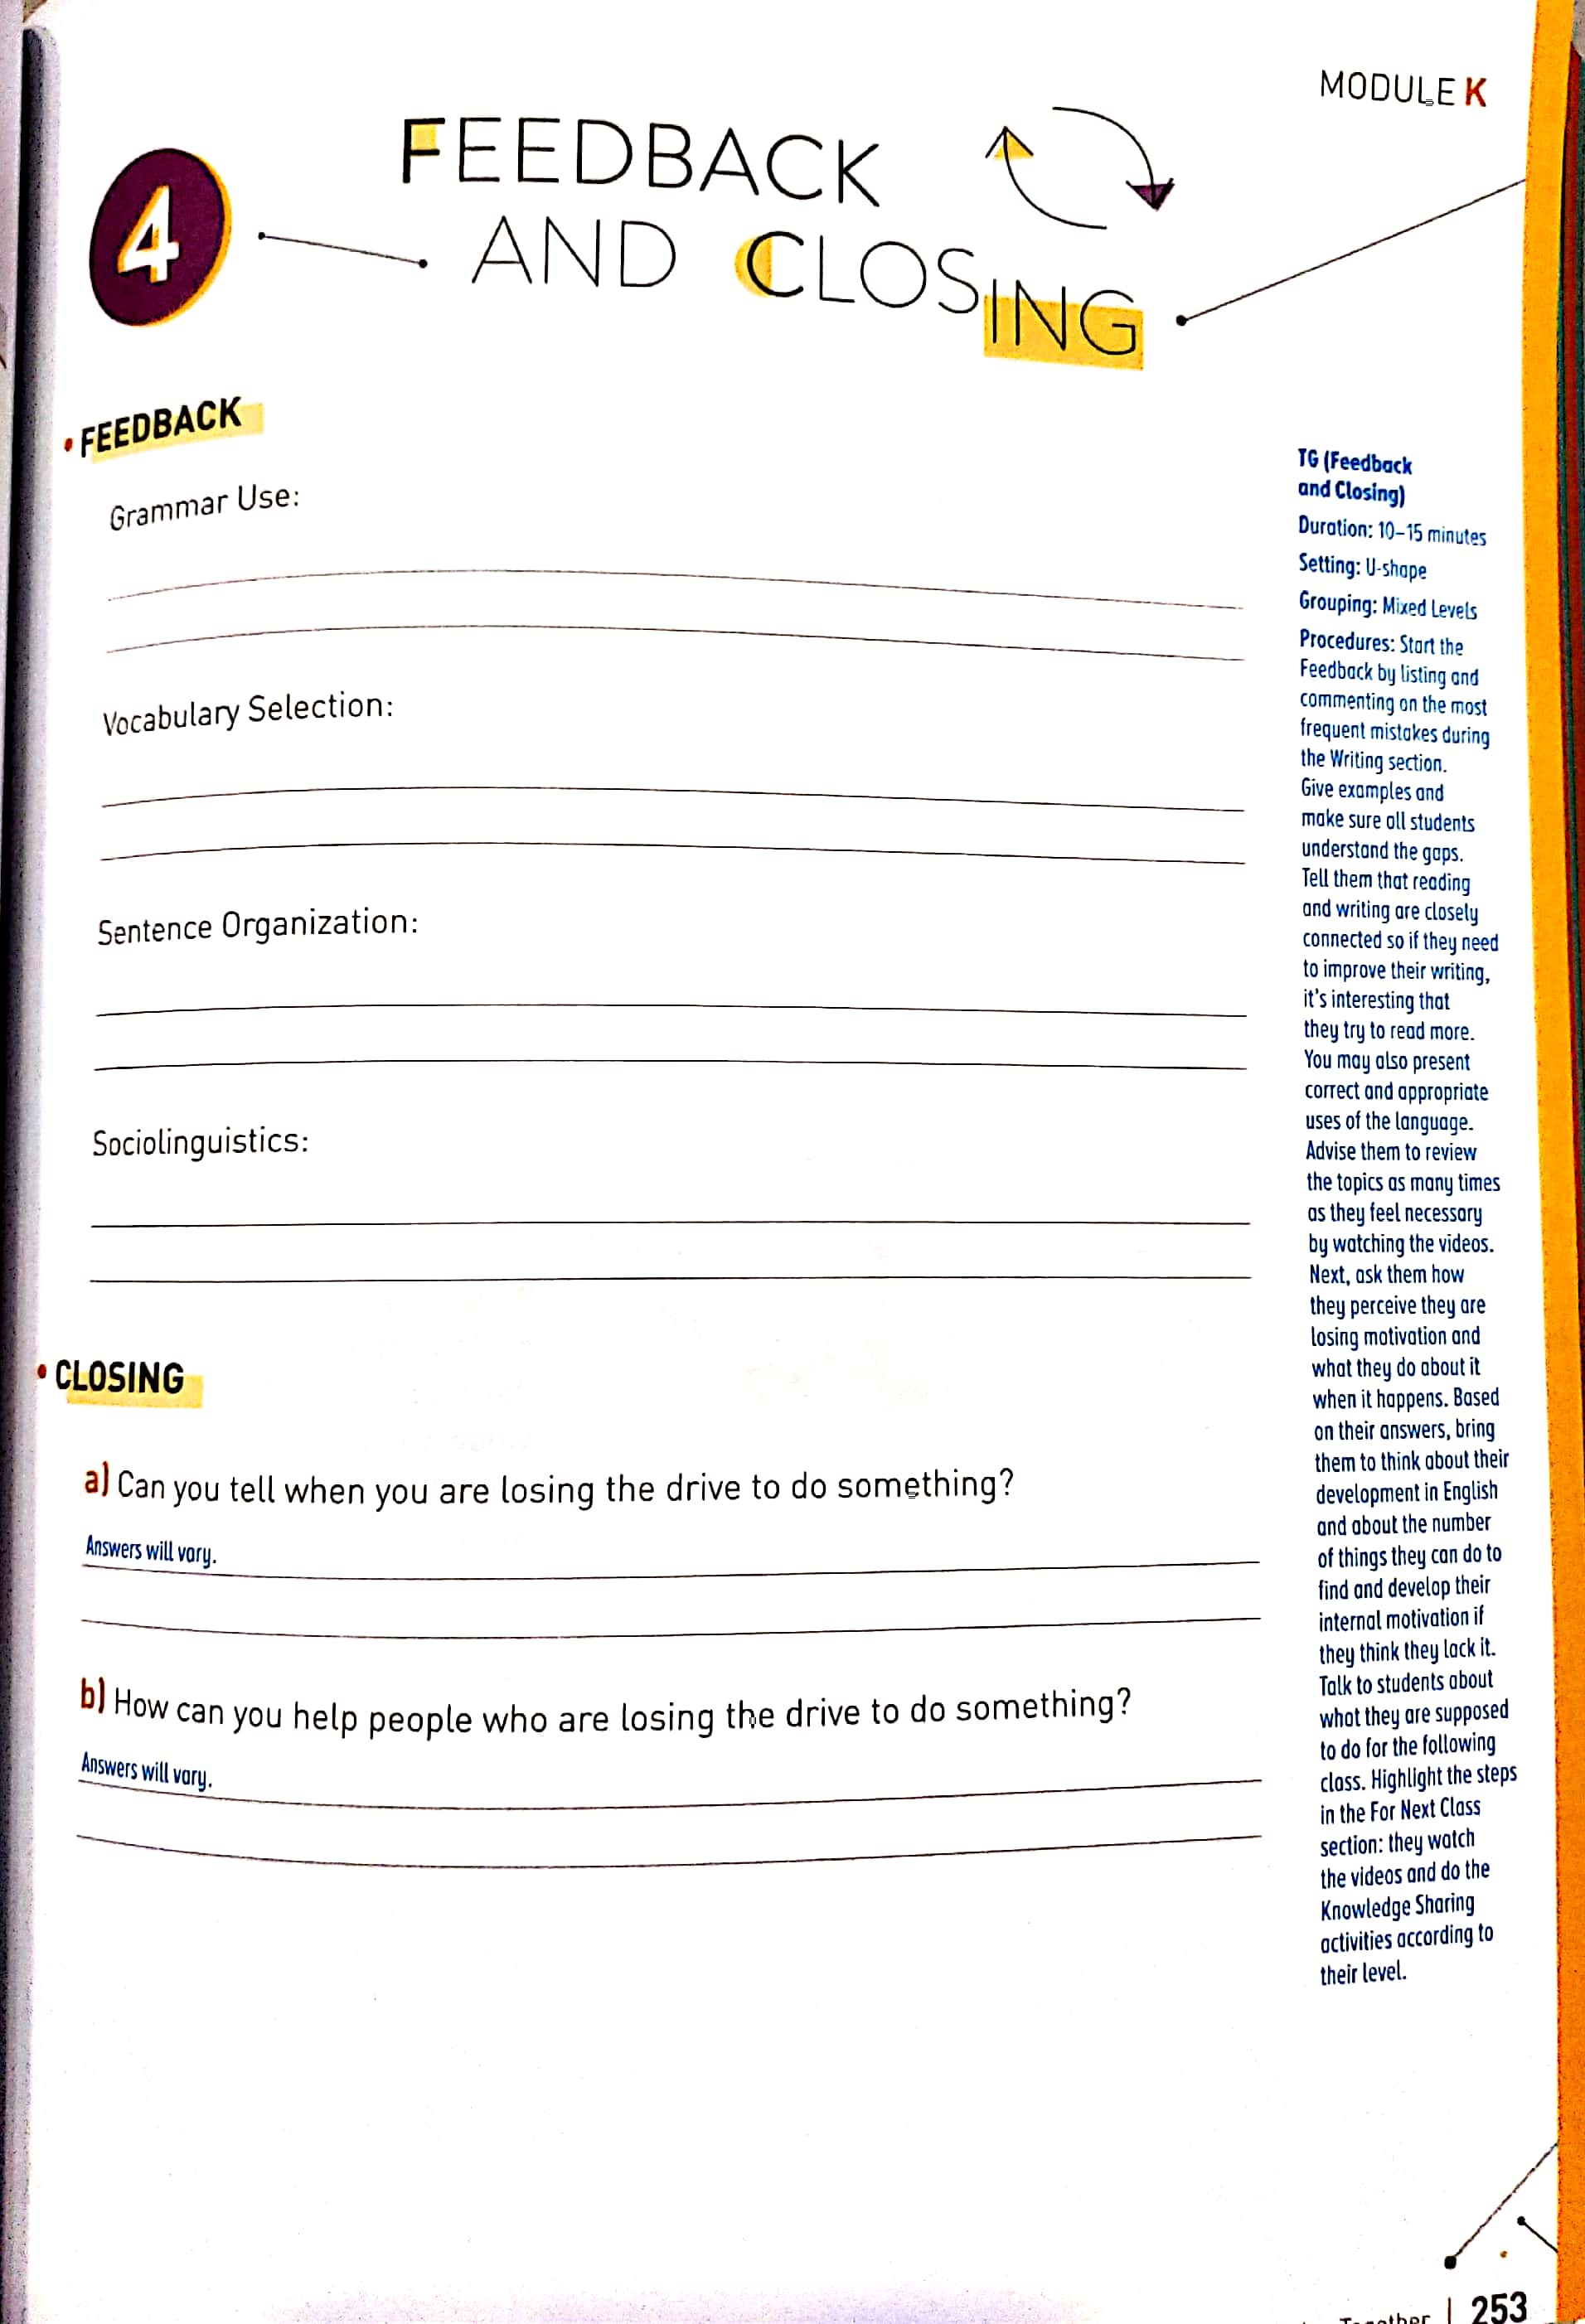 MODULE K
4
FEEDBACK
AND CLOSING
• FEEDBACK
Grammar Use:
Vocabulary Selection:
Sentence Organization:
Sociolinguistics:
• CLOSING
a) Can you tell when you are losing the drive to do something?
Answers will vary.
b) How can you help people who are losing the drive to do something?
Answers will vary.
TG (Feedback
and Closing)
Duration: 10–15 minutes
Setting: U-shape
Grouping: Mixed Levels
Procedures: Start the
Feedback by listing and
commenting on the most
frequent mistakes during
the Writing section.
Give examples and
make sure all students
understand the gaps.
Tell them that reading
and writing are closely
connected so if they need
to improve their writing,
it's interesting that
they try to read more.
You may also present
correct and appropriate
uses of the language.
Advise them to review
the topics as many times
as they feel necessary
by watching the videos.
Next, ask them how
they perceive they are
losing motivation and
what they do about it
when it happens. Based
on their answers, bring
them to think about their
development in English
and about the number
of things they can do to
find and develop their
internal motivation if
they think they lack it.
Talk to students about
what they are supposed
to do for the following
class. Highlight the steps
in the For Next Class
section: they watch
the videos and do the
Knowledge Sharing
activities according to
their level.
Together | 253